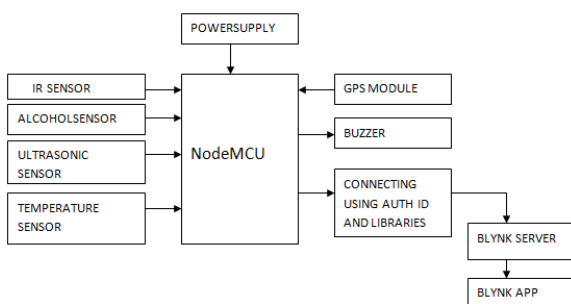 POWERSUPPLY
IR SENSOR
ALCOHOLSENSOR
ULTRASONIC
SENSOR
TEMPERATURE
SENSOR
NodeMCU
GPS MODULE
BUZZER
CONNECTING
USING AUTH ID
AND LIBRARIES
BLYNK SERVER
BLYNK APP